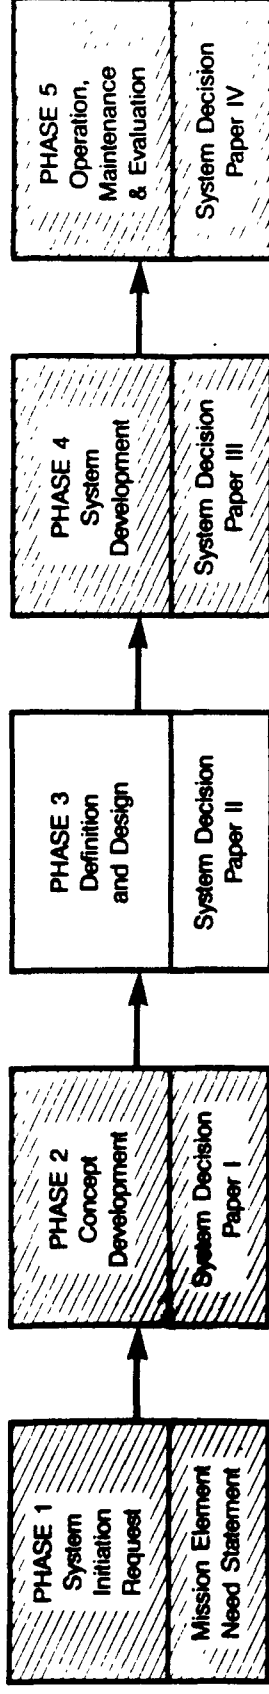 PHASE 1
System
Initiation
Request
Mission Element
Need Statement
PHASE 2
Concept
Development
System Decision
Paper I
PHASE 3
Definition
and Design
System Decision
Paper II
PHASE 4
System
Development
System Decision
Paper III
PHASE 5
Operation,
Maintenance
& Evaluation
System Decision
Paper IV